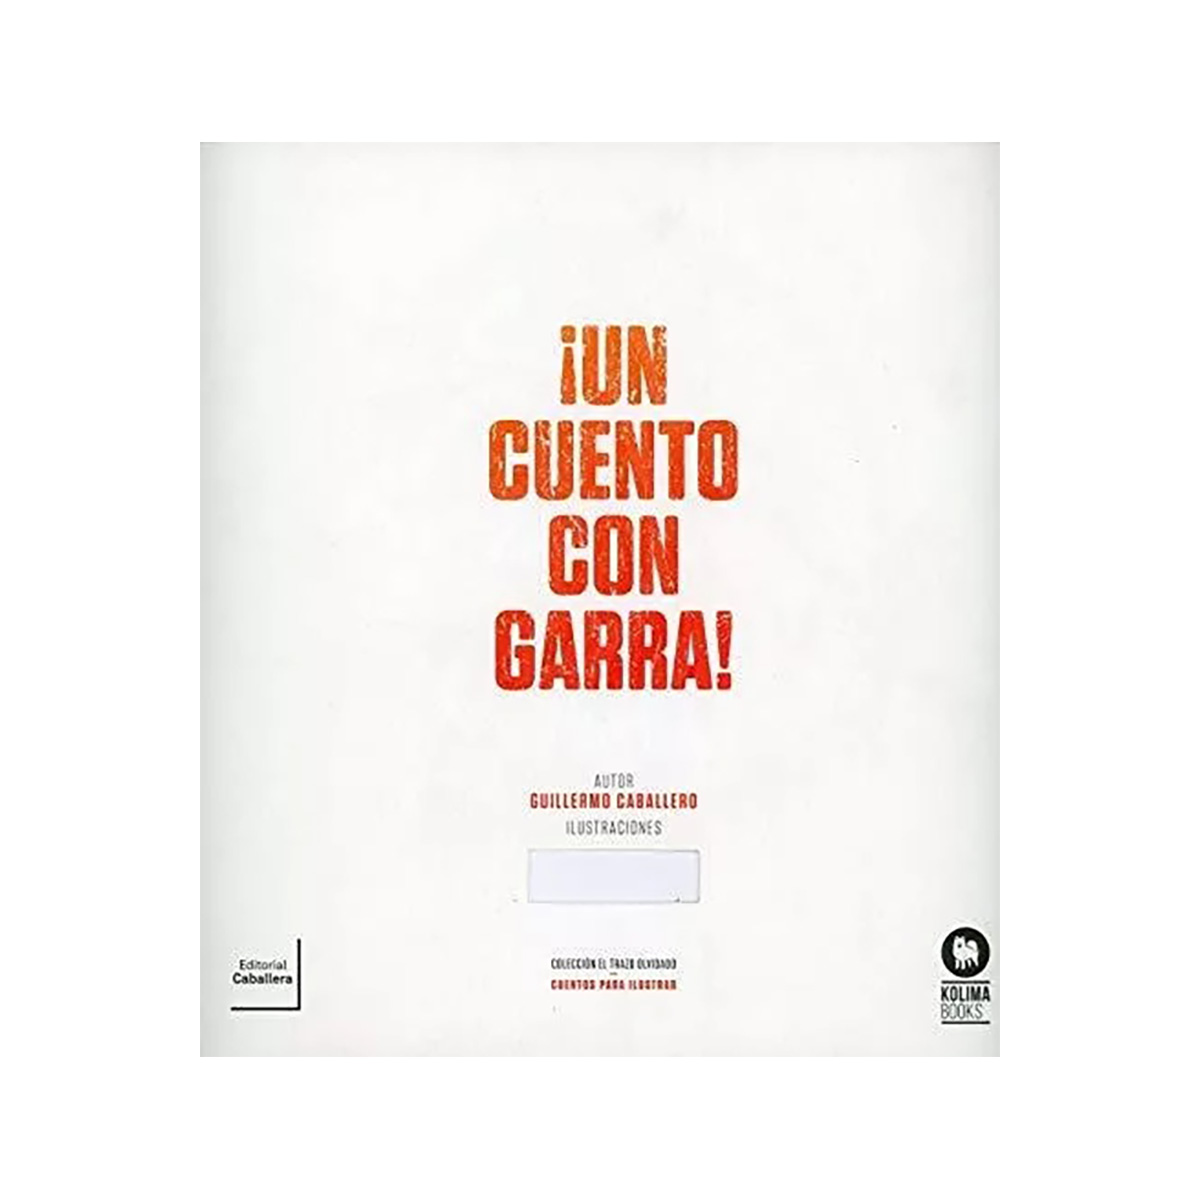 ¡UN
CUENTO
CON
GARRA!
AUTOR
GUILLERMO CABALLERO
ILUSTRACIONES
COLECCIÓN EL TRAZO OLVIDADO
CUENTOS PARA ILUSTRAR
Editorial
Caballera
KOLIMA
BOOKS